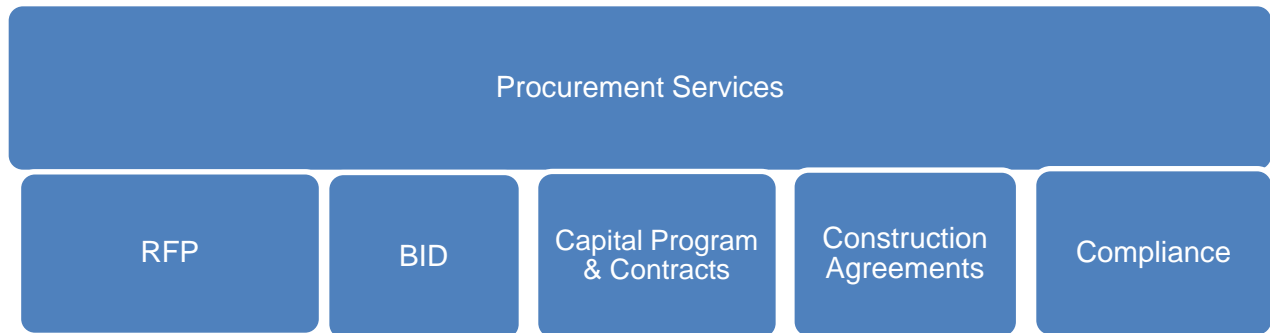 Procurement Services
RFP
BID
Capital Program
& Contracts
Construction
Agreements
Compliance